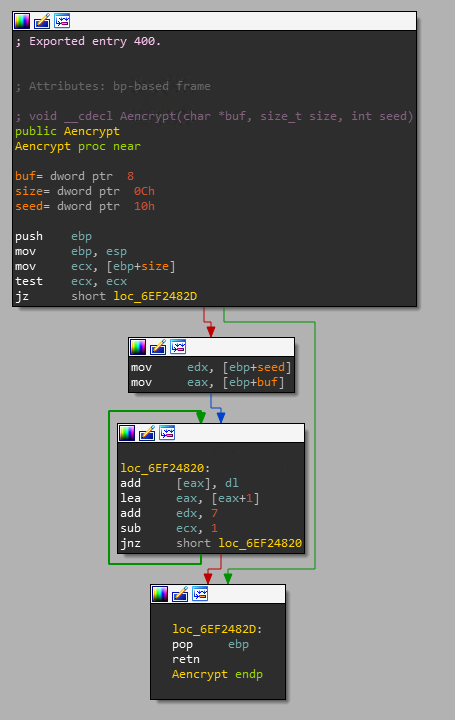 ; Exported entry 400.
; Attributes: bp-based frame
; void __cdecl Aencrypt(char *buf, size_t size, int seed)
public Aencrypt
Aencrypt proc near
buf= dword ptr  8
size= dword ptr  0Ch
seed= dword ptr  10h
push    ebp
mov     ebp, esp
mov     ecx, [ebp+size]
test    ecx, ecx
jz      short loc_6EF2482D
mov     edx, [ebp+seed]
mov     eax, [ebp+buf]
loc_6EF24820:
add     [eax], dl
lea     eax, [eax+1]
add     edx, 7
sub     ecx, 1
jnz     short loc_6EF24820
loc_6EF2482D:
pop     ebp
retn
Aencrypt endp